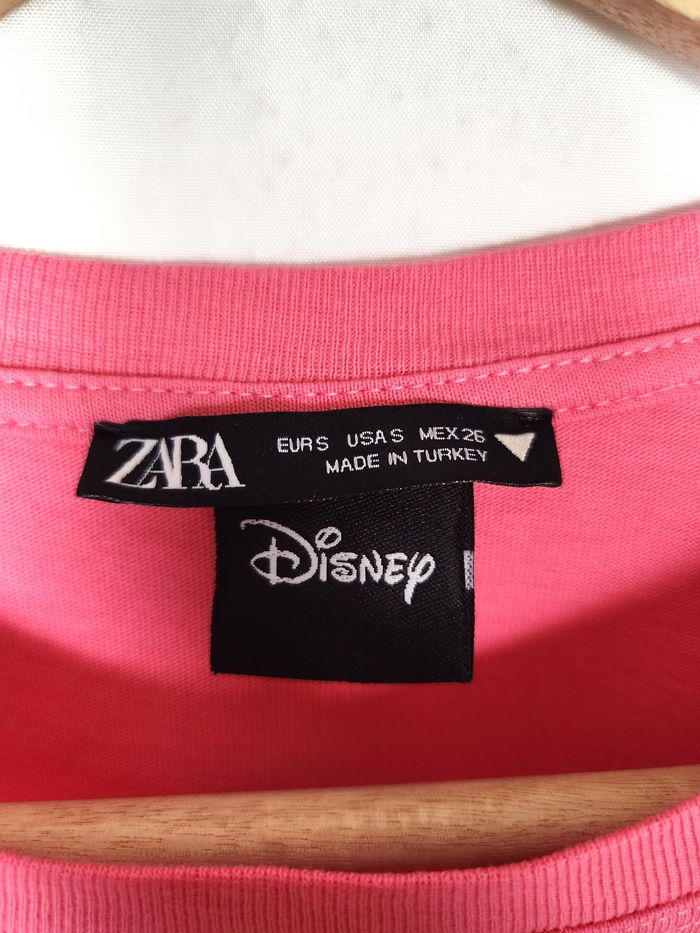 ZARA
EUR S USA S MEX 26
MADE IN TURKEY
Disney